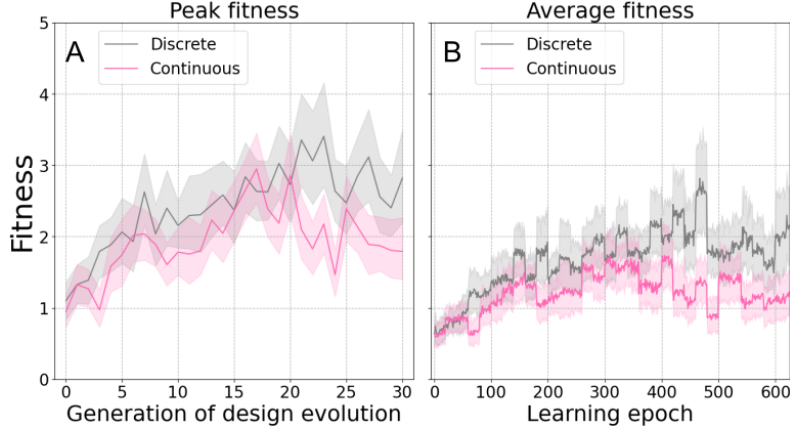 Peak fitness
A
Discrete
Continuous
Fitness
5
4
3
2
1
0
0 5 10 15 20 25 30
Generation of design evolution
Average fitness
B
Discrete
Continuous
0 100 200 300 400 500 600
Learning epoch